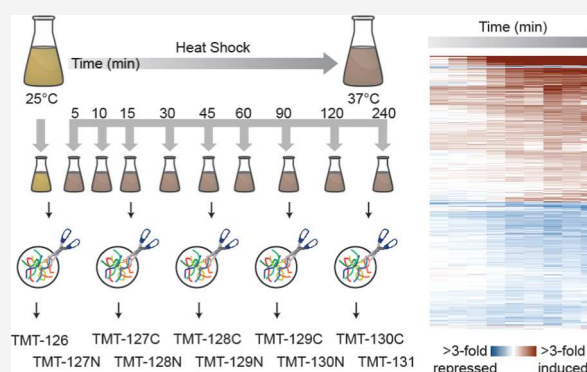 Heat Shock
Time (min)
25°C
37°C
5 10 15 30 45 60 90 120 240
TMT-126 TMT-127C TMT-128C TMT-129C TMT-130C
TMT-127N TMT-128N TMT-129N TMT-130N TMT-131
Time (min)
>3-fold repressed
>3-fold induced